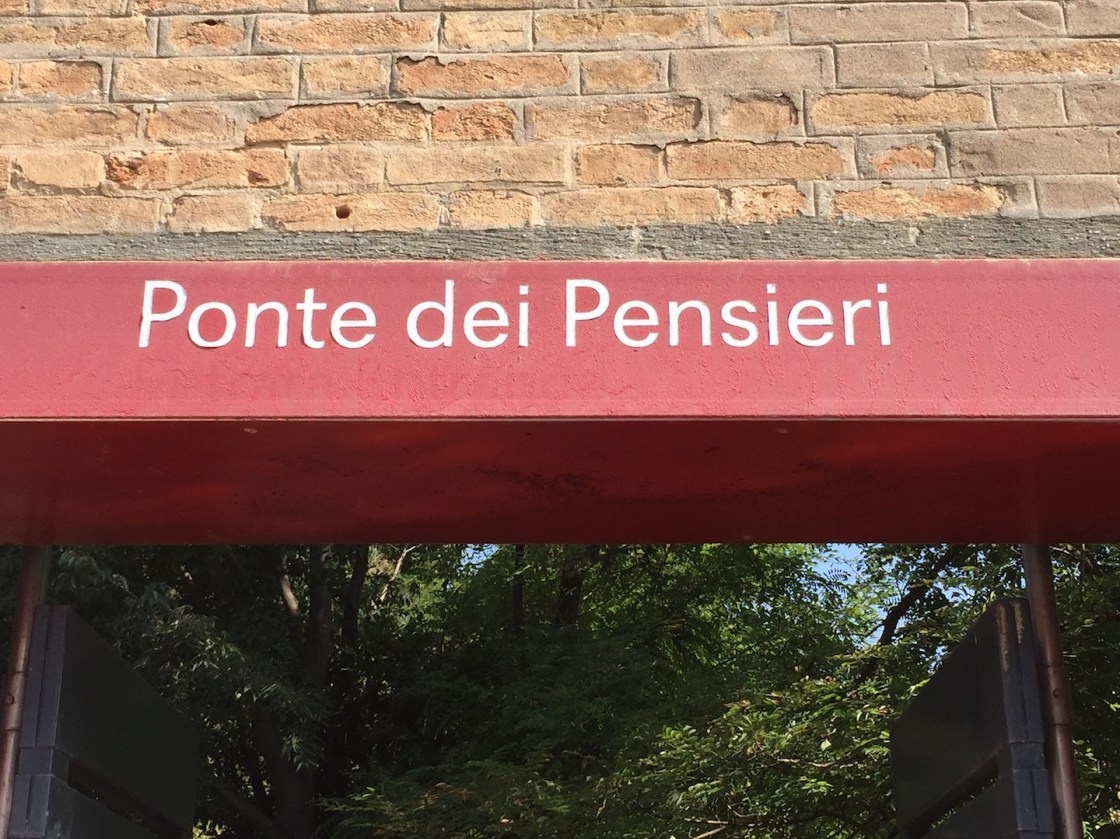 Ponte dei Pensieri